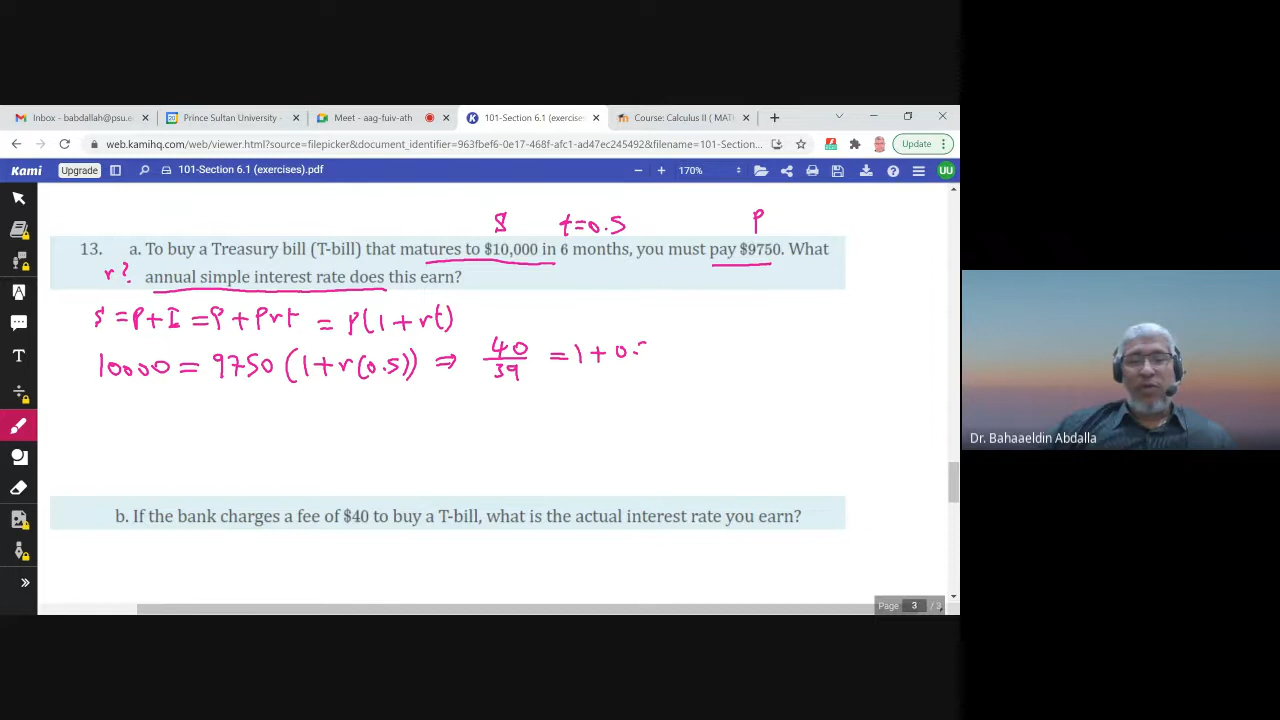 Inbox - babdallah@psu.e
Prince Sultan University -
Meet - aag-fuiv-ath
101-Section 6.1 (exercises
Course: Calculus II ( MAT
web.kamihq.com/web/viewer.html?source=filepicker&document_identifier=963fbef6-0e17-468f-afc1-ad47ec245492&filename=101-Section...
Update
Kami
Upgrade
101-Section 6.1 (exercises).pdf
170%
UU
S t=0.5 P
13. a. To buy a Treasury bill (T-bill) that matures to $10,000 in 6 months, you must pay $9750. What
r? annual simple interest rate does this earn?
S = P + I = P + Prt = P(1 + rt)
10000 = 9750 (1 + r(0.5)) ⇒ 40/39 = 1 + 0.
b. If the bank charges a fee of $40 to buy a T-bill, what is the actual interest rate you earn?
Page 3 / 3
Dr. Bahaaeldin Abdalla